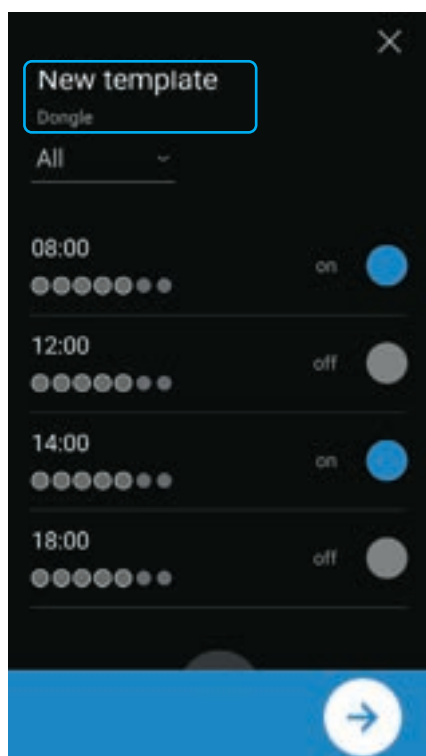 New template
Dongle
All
08:00
on
12:00
off
14:00
on
18:00
off